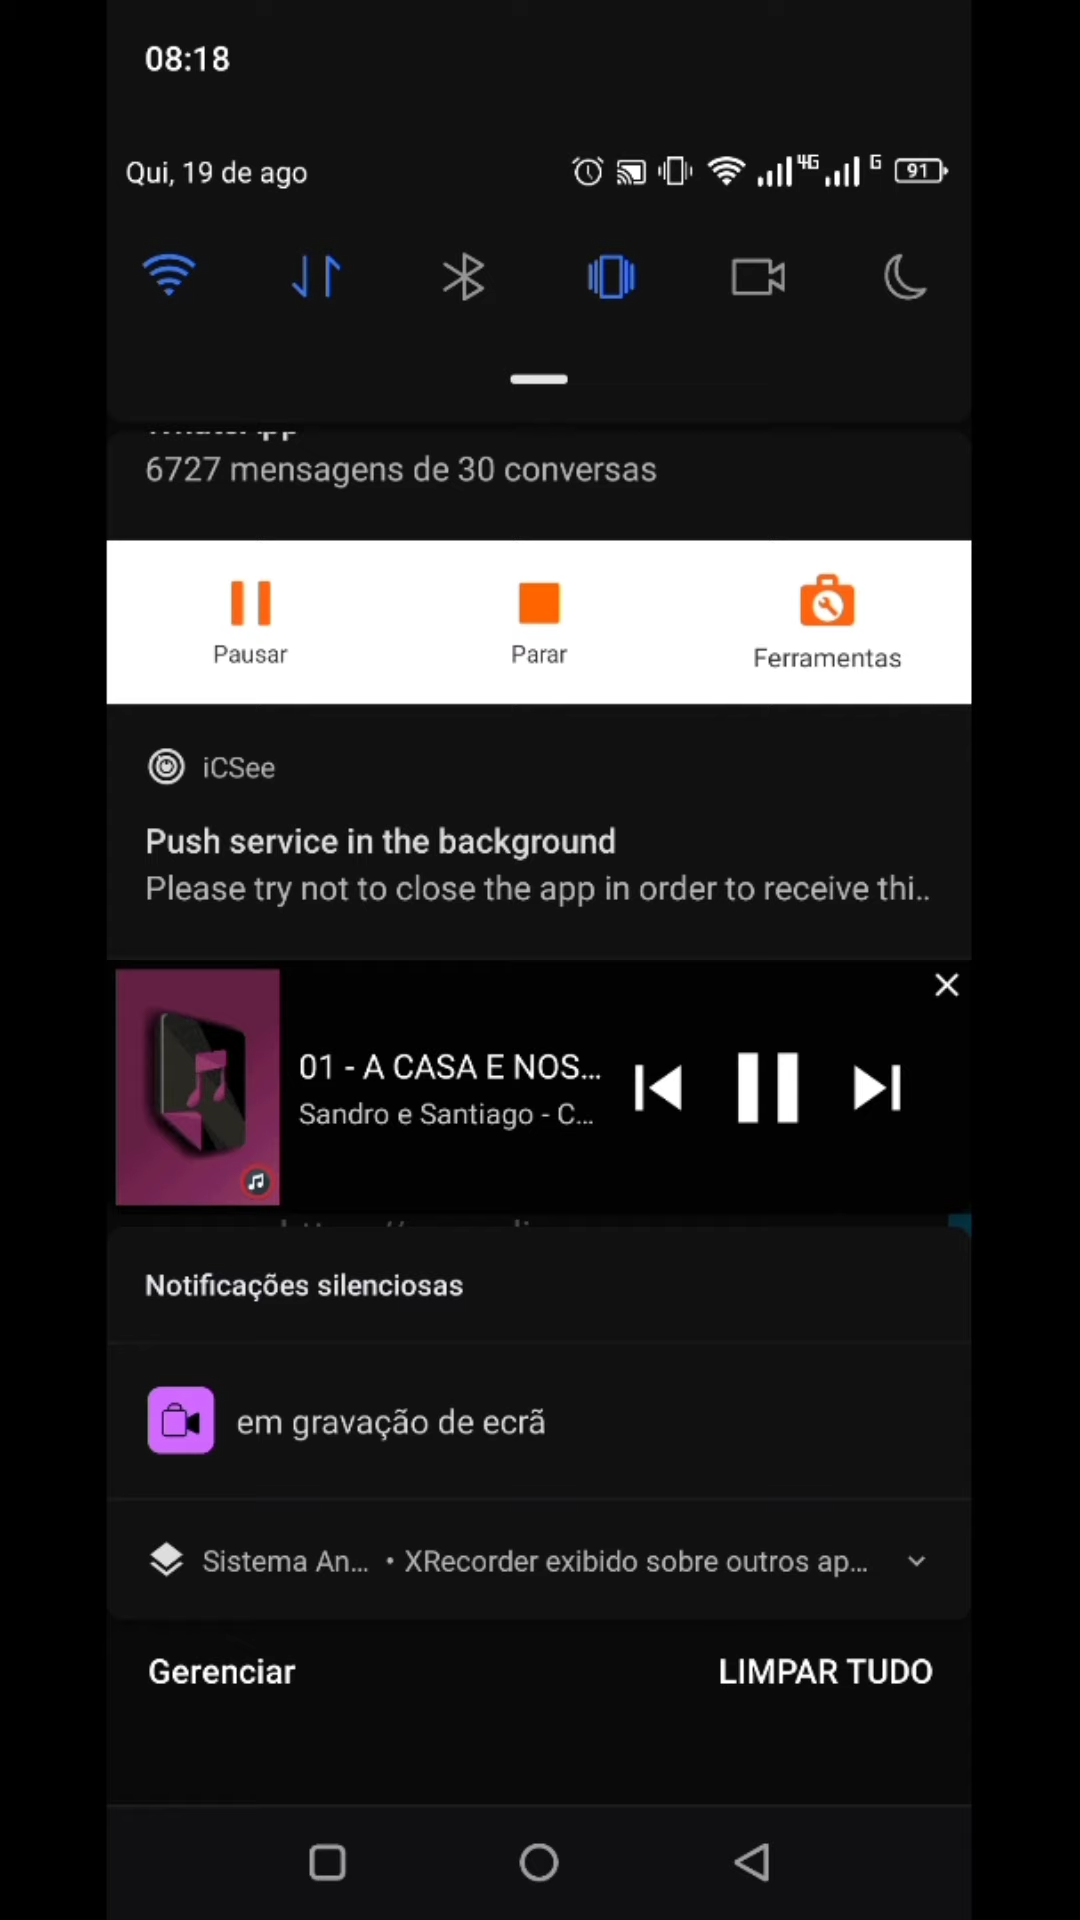 08:18
Qui, 19 de ago
4G
G
91
WhatsApp
6727 mensagens de 30 conversas
Pausar
Parar
Ferramentas
iCSee
Push service in the background
Please try not to close the app in order to receive thi..
01 - A CASA E NOS...
Sandro e Santiago - C...
Notificações silenciosas
em gravação de ecrã
Sistema An... • XRecorder exibido sobre outros ap...
Gerenciar
LIMPAR TUDO